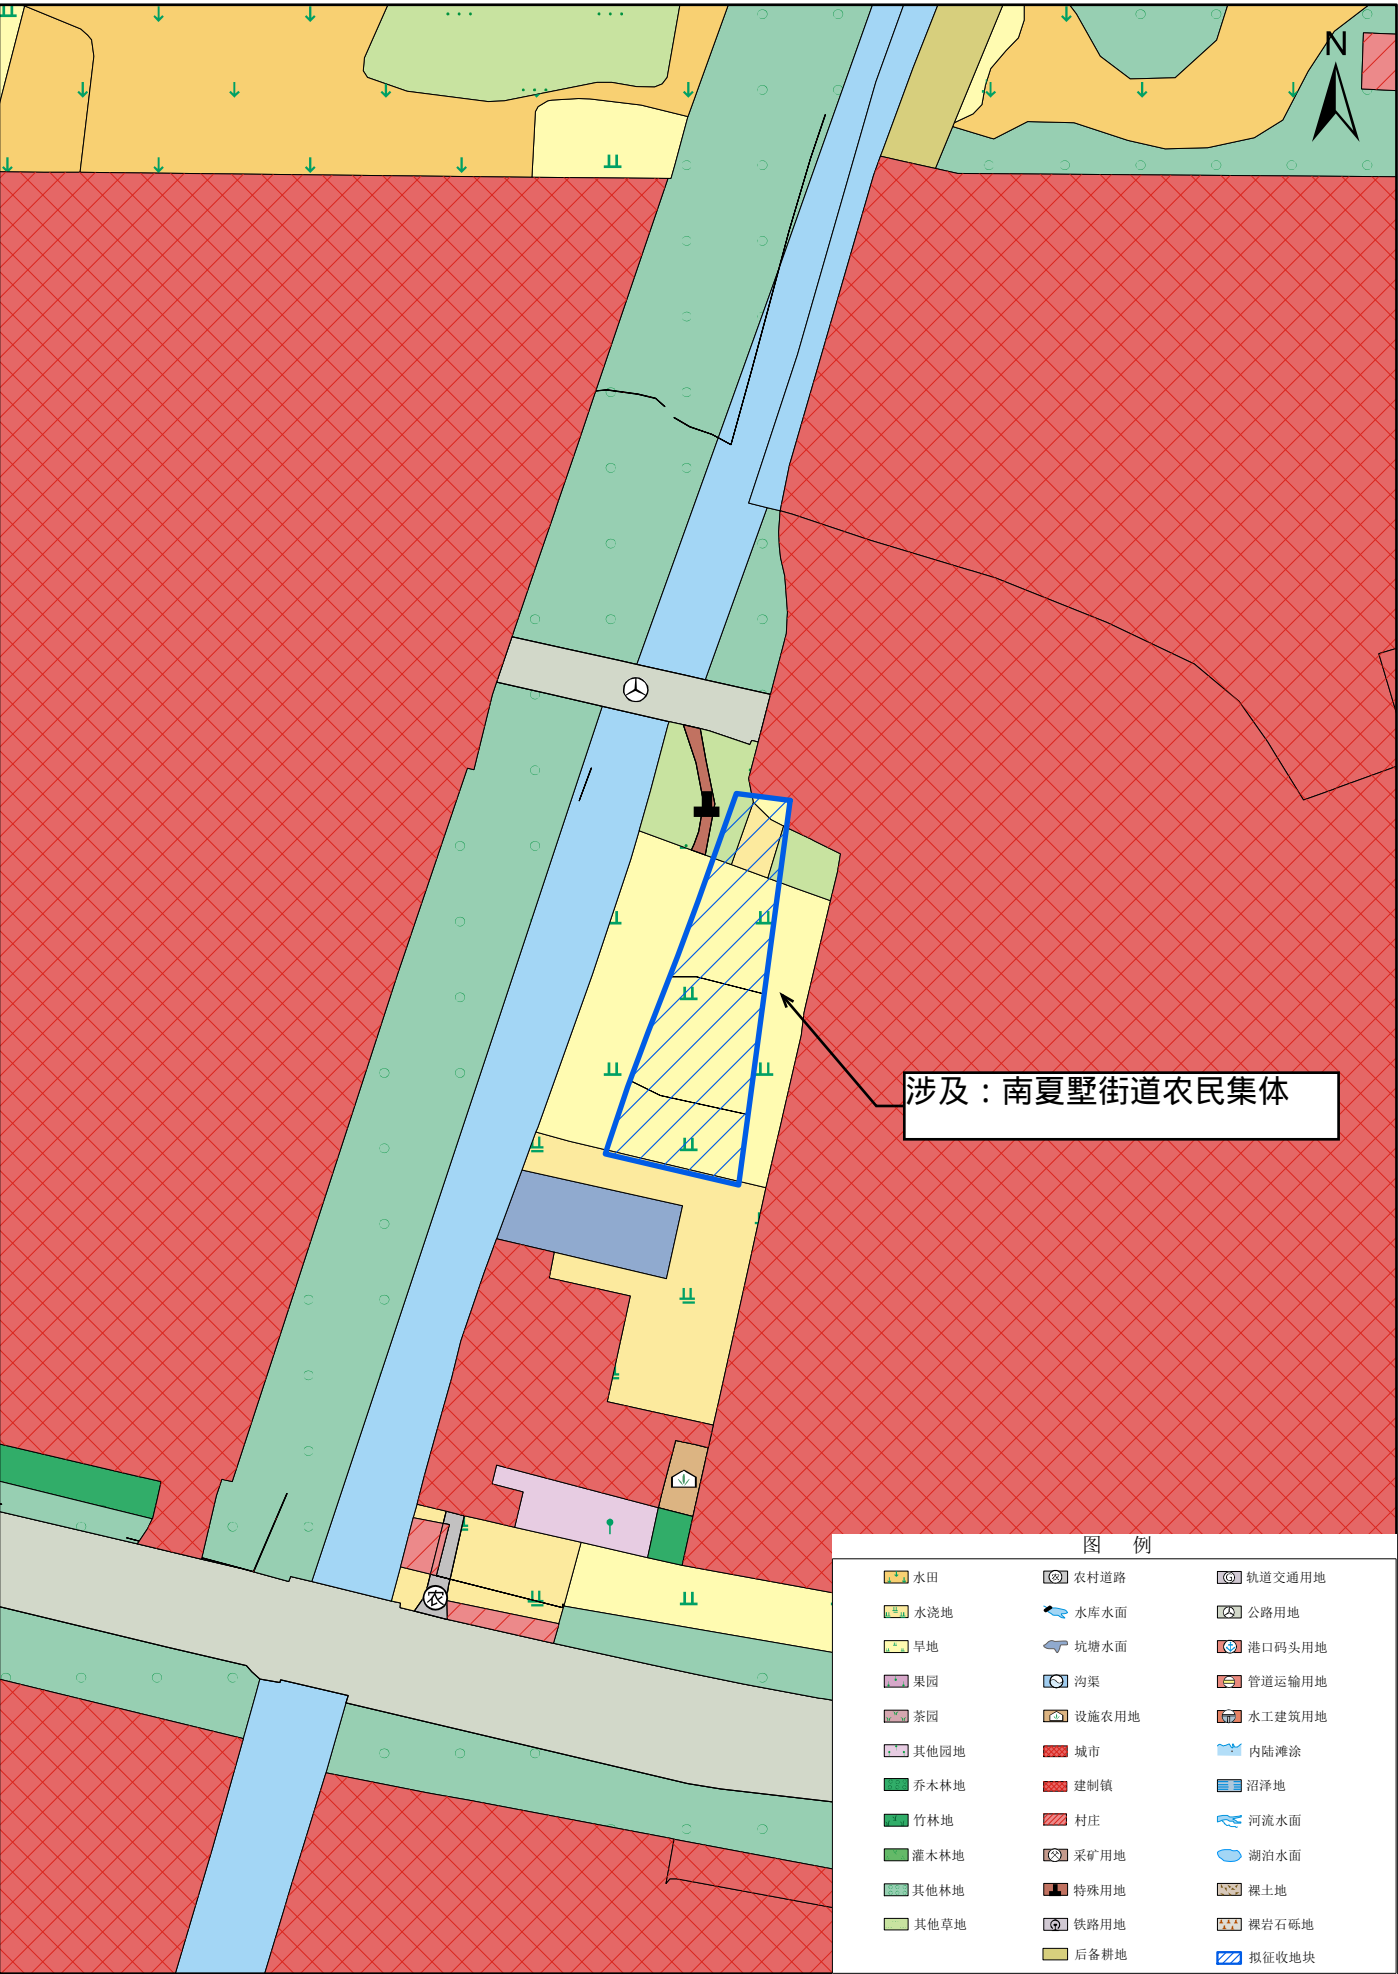 N
涉及：南夏墅街道农民集体
农
图 例
水田
农村道路
轨道交通用地
水浇地
水库水面
公路用地
旱地
坑塘水面
港口码头用地
果园
沟渠
管道运输用地
茶园
设施农用地
水工建筑用地
其他园地
城市
内陆滩涂
乔木林地
建制镇
沼泽地
竹林地
村庄
河流水面
灌木林地
采矿用地
湖泊水面
其他林地
特殊用地
裸土地
其他草地
铁路用地
裸岩石砾地
后备耕地
拟征收地块